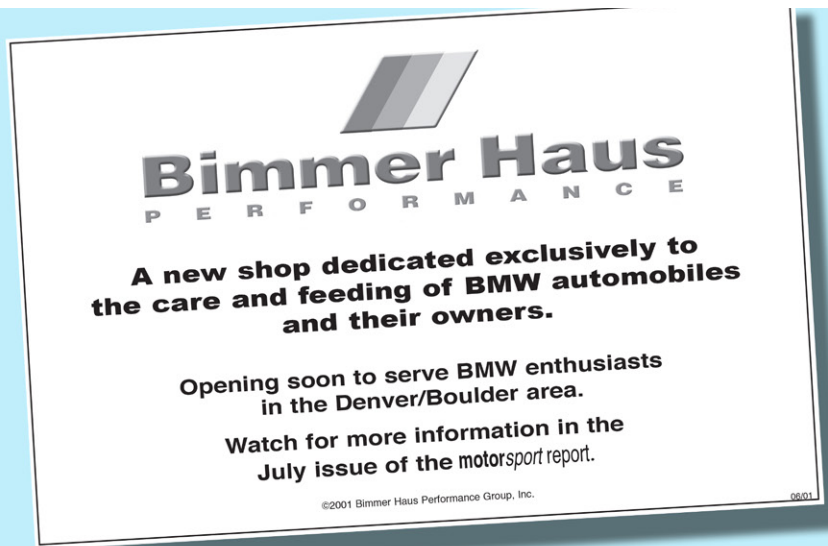 Bimmer Haus
PERFORMANCE
A new shop dedicated exclusively to
the care and feeding of BMW automobiles
and their owners.
Opening soon to serve BMW enthusiasts
in the Denver/Boulder area.
Watch for more information in the
July issue of the motorsport report.
©2001 Bimmer Haus Performance Group, Inc.
06/01